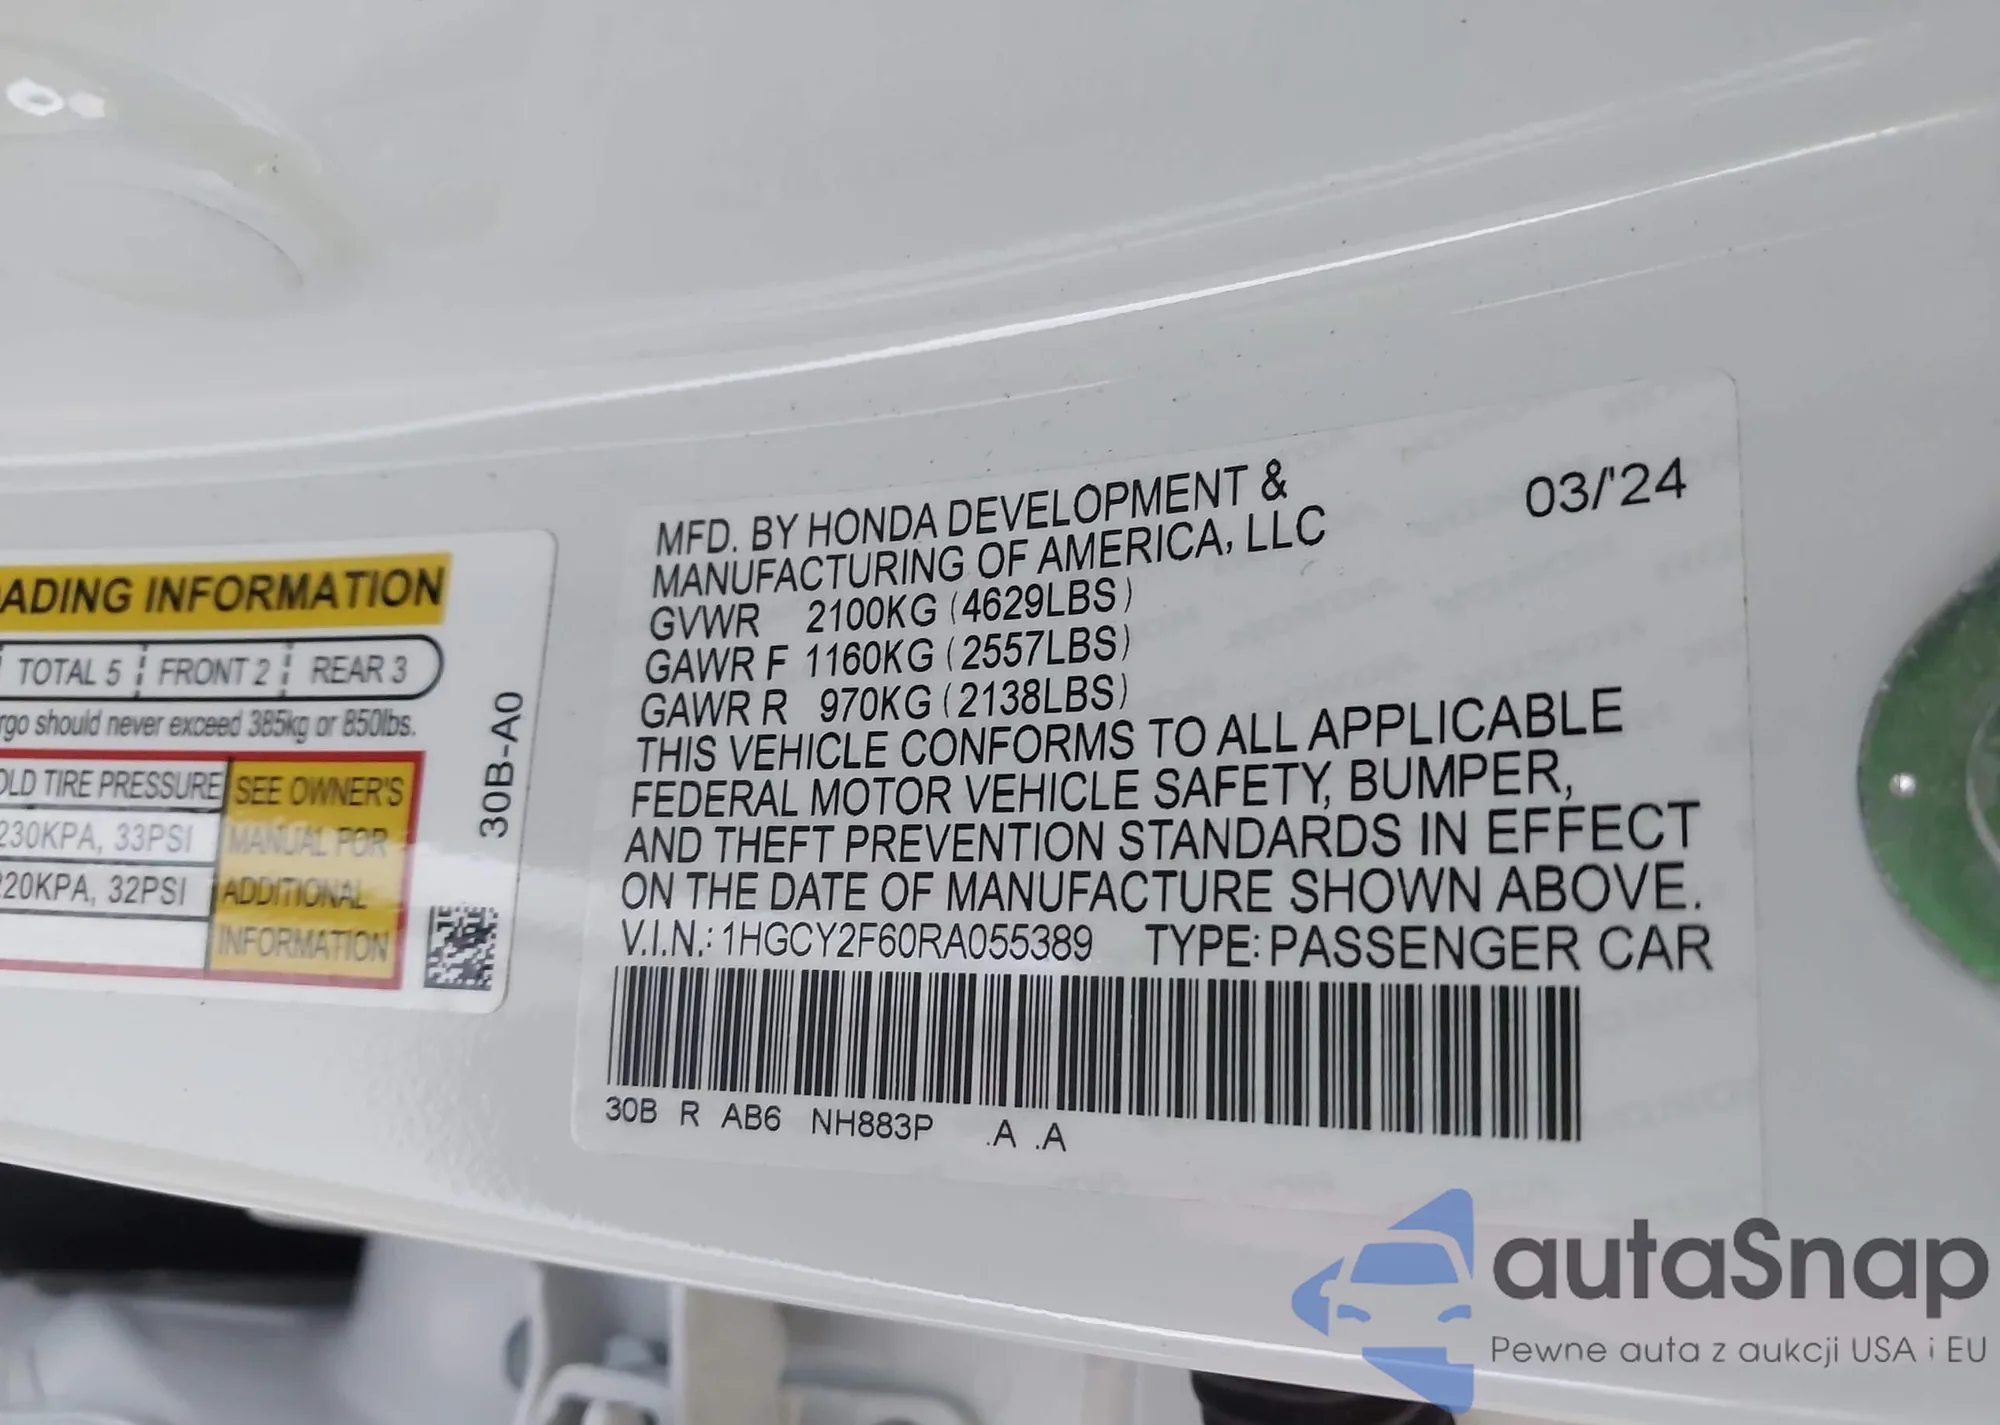 ADING INFORMATION
TOTAL 5 FRONT 2 REAR 3
should never exceed 385kg or 850lbs.
TIRE PRESSURE
230KPA, 33PSI
20KPA, 32PSI
SEE OWNER'S
MANUAL FOR
ADDITIONAL
INFORMATION
30B-A0
MFD. BY HONDA DEVELOPMENT &
MANUFACTURING OF AMERICA, LLC
03/'24
GVWR 2100KG (4629LBS)
GAWR F 1160KG (2557LBS)
GAWR R 970KG (2138LBS)
THIS VEHICLE CONFORMS TO ALL APPLICABLE
FEDERAL MOTOR VEHICLE SAFETY, BUMPER,
AND THEFT PREVENTION STANDARDS IN EFFECT
ON THE DATE OF MANUFACTURE SHOWN ABOVE.
V.I.N.: 1HGCY2F60RA055389 TYPE: PASSENGER CAR
30B R AB6 NH883P .A .A
autaSnap
Pewne auta z aukcji USA i EU